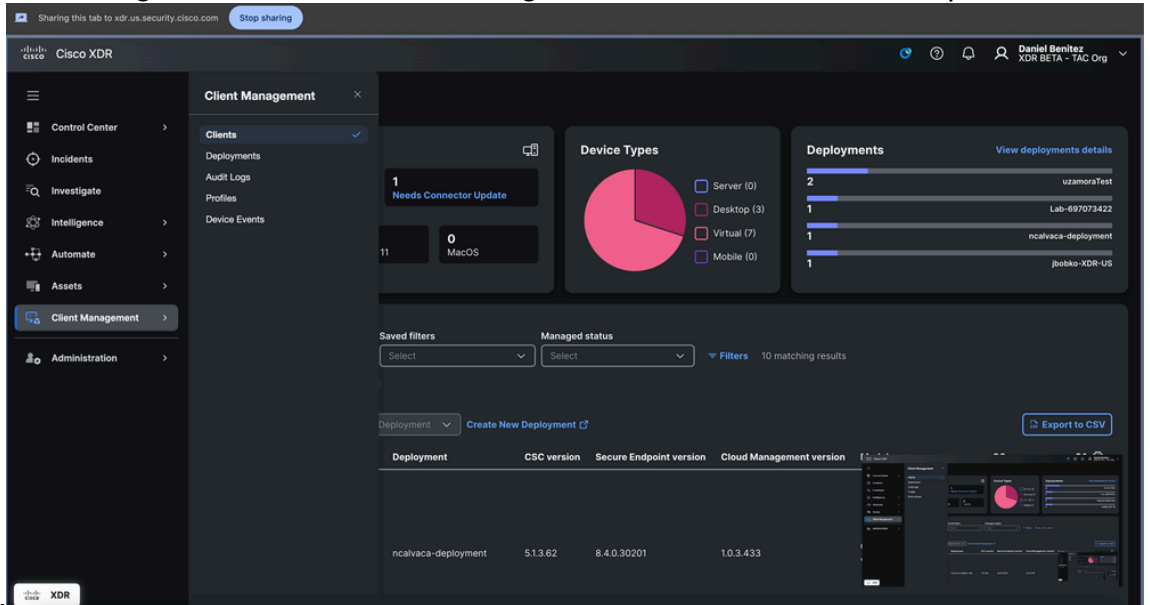 Sharing this tab to xdr.us.security.cisco.com Stop sharing
cisco Cisco XDR
Daniel Benitez
XDR BETA - TAC Org
Client Management
Control Center
Incidents
Investigate
Intelligence
Automate
Assets
Client Management
Administration
Clients
Deployments
Audit Logs
Profiles
Device Events
1
Needs Connector Update
11
0
MacOS
Device Types
Server (0)
Desktop (3)
Virtual (7)
Mobile (0)
Deployments View deployments details
2 uzamoraTest
1 Lab-697073422
1 ncalvaca-deployment
1 jbobko-XDR-US
Saved filters Managed status
Select Select Filters 10 matching results
Deployment Create New Deployment Export to CSV
Deployment CSC version Secure Endpoint version Cloud Management version
ncalvaca-deployment 5.1.3.62 8.4.0.30201 1.0.3.433
cisco XDR